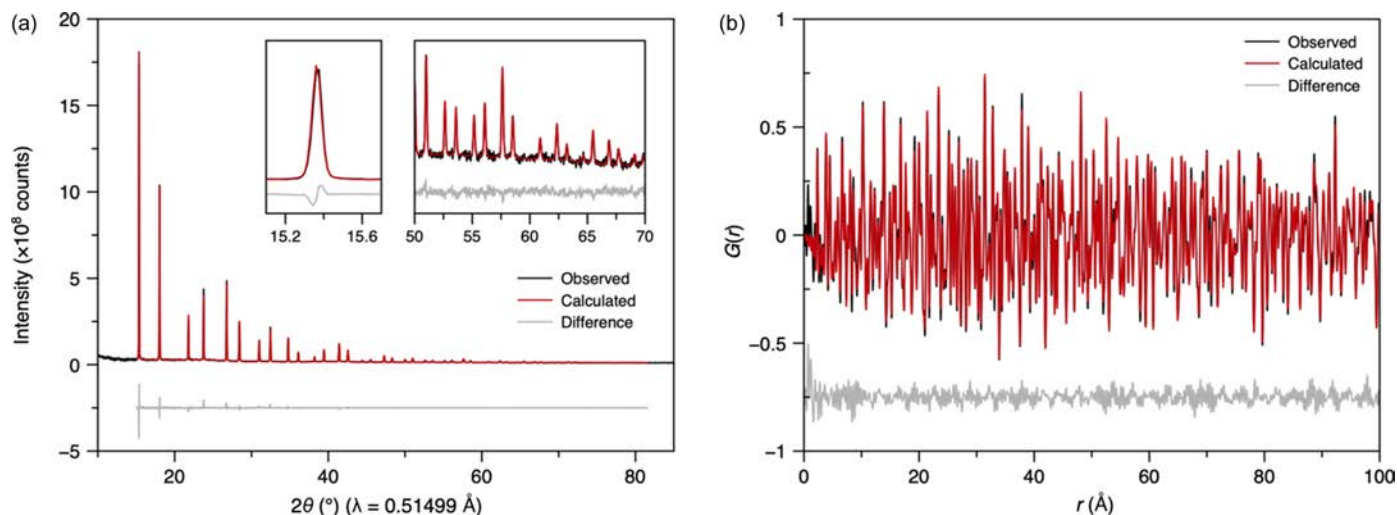 (a)
20
15
10
5
0
−5
Intensity (×10⁸ counts)
15.2
15.6
50
55
60
65
70
Observed
Calculated
Difference
20
40
60
80
2θ (°) (λ = 0.51499 Å)
(b)
1
0.5
0
−0.5
−1
G(r)
Observed
Calculated
Difference
0
20
40
60
80
100
r (Å)